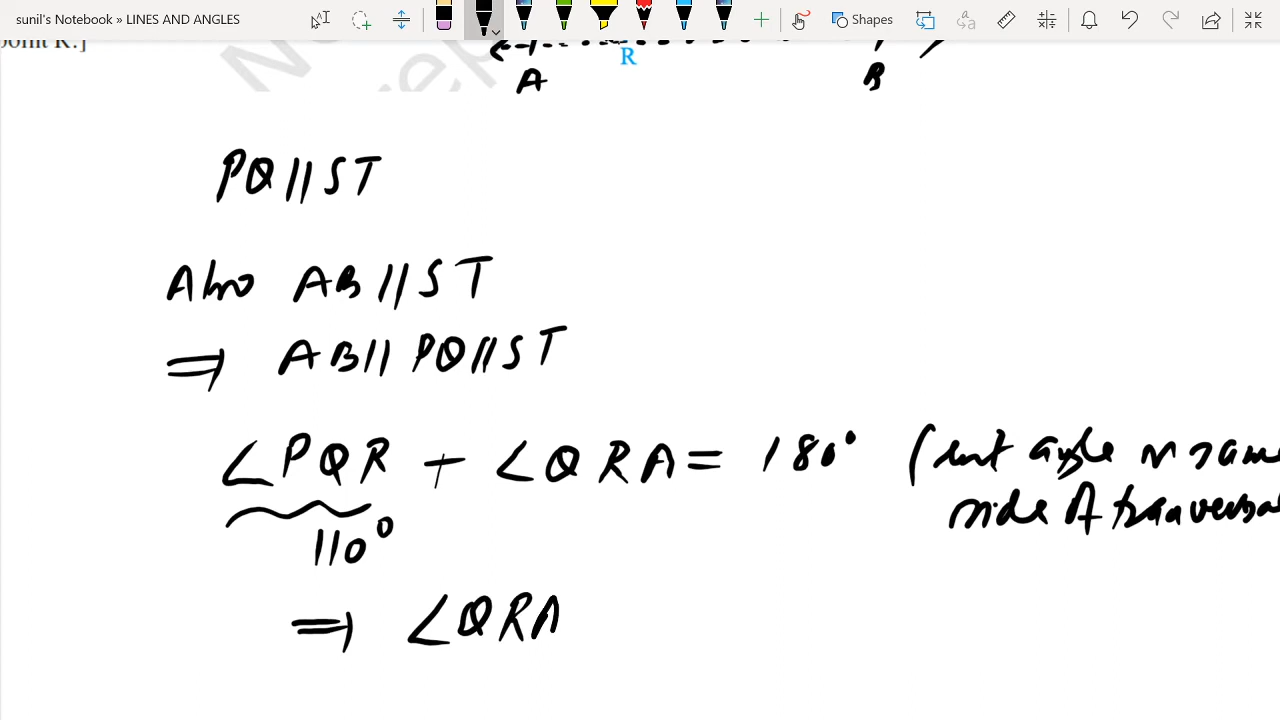 sunil's Notebook » LINES AND ANGLES
Shapes
point R.]
R
A
B
PQ || ST
Also AB || ST
⇒ AB || PQ || ST
∠PQR + ∠QRA = 180° (int angle on same
side of transversal
110°
⇒ ∠QRA